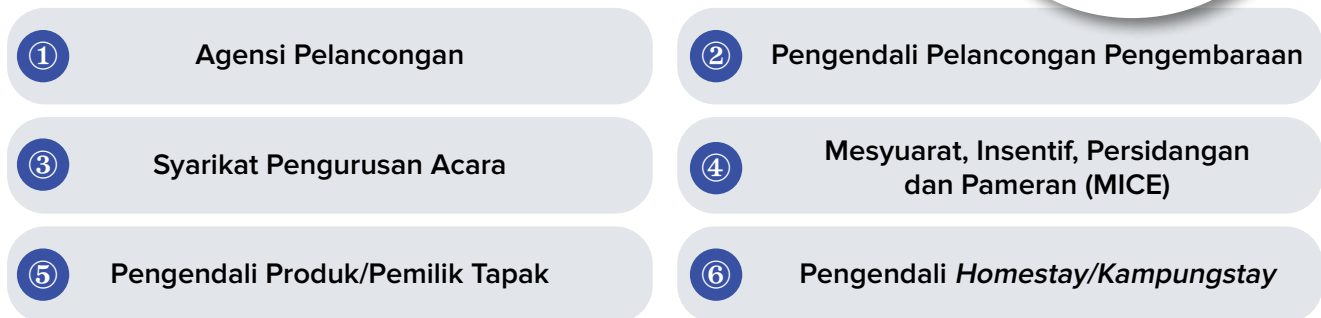 ① Agensi Pelancongan
② Pengendali Pelancongan Pengembaraan
③ Syarikat Pengurusan Acara
④ Mesyuarat, Insentif, Persidangan
dan Pameran (MICE)
⑤ Pengendali Produk/Pemilik Tapak
⑥ Pengendali Homestay/Kampungstay